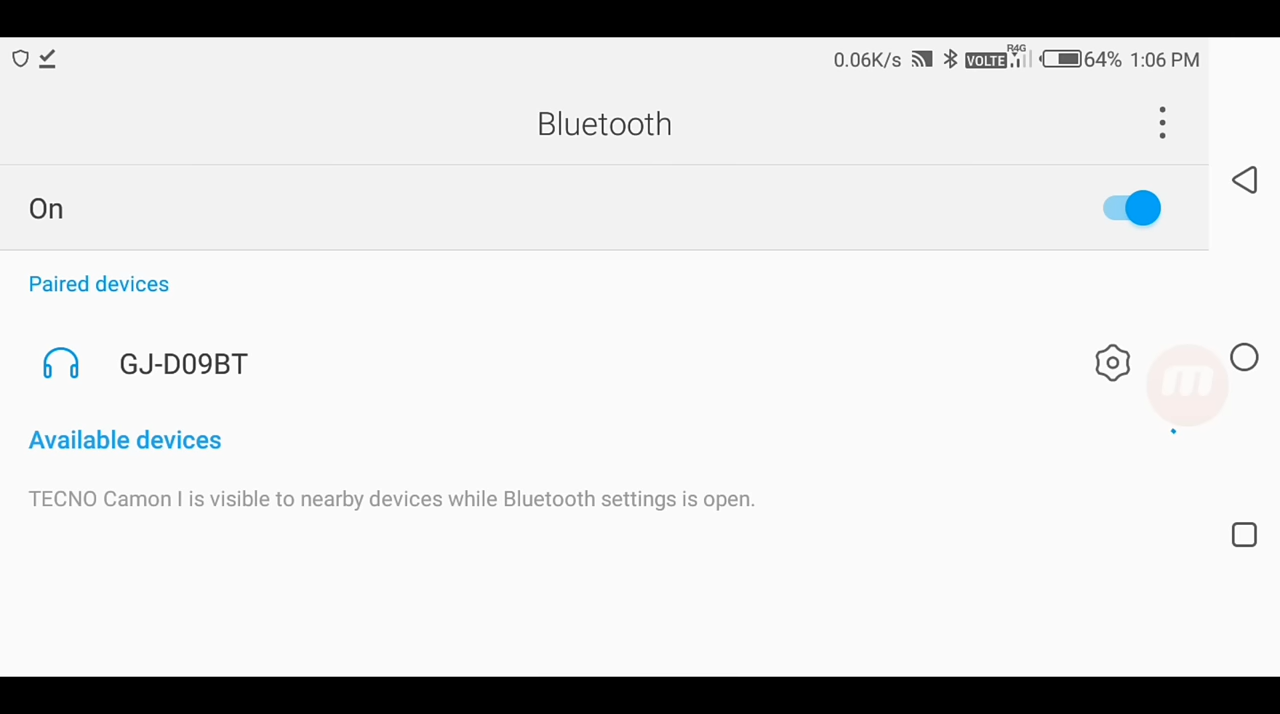 0.06K/s VOLTE R4G 64% 1:06 PM
Bluetooth
On
Paired devices
GJ-D09BT
Available devices
TECNO Camon I is visible to nearby devices while Bluetooth settings is open.